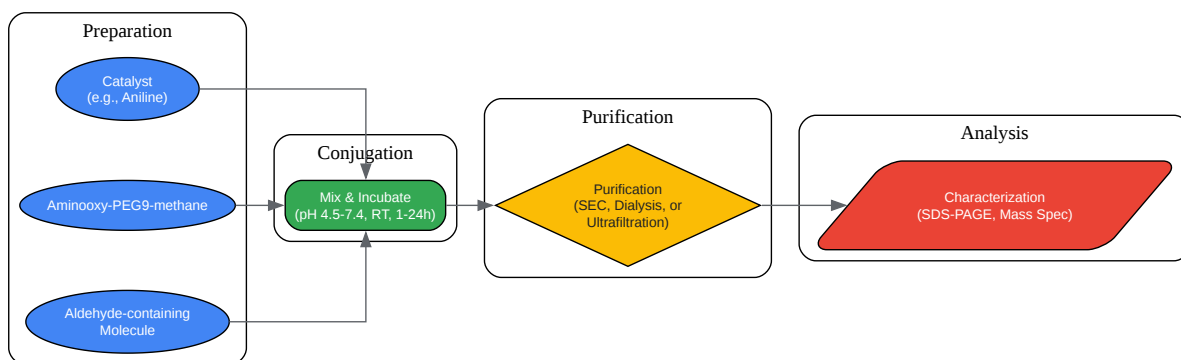 Preparation
Catalyst
(e.g., Aniline)
Aminooxy-PEG9-methane
Aldehyde-containing
Molecule
Conjugation
Mix & Incubate
(pH 4.5-7.4, RT, 1-24h)
Purification
Purification
(SEC, Dialysis, or
Ultrafiltration)
Analysis
Characterization
(SDS-PAGE, Mass Spec)